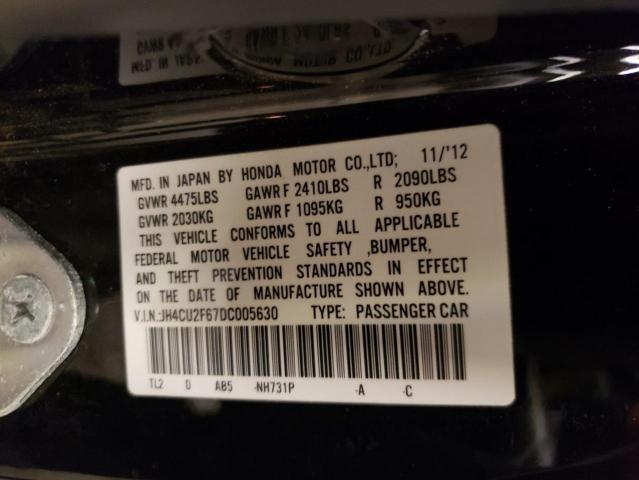 MFD. IN JAPAN BY HONDA MOTOR CO.,LTD; 11/'12
GVWR 4475LBS GAWR F 2410LBS R 2090LBS
GVWR 2030KG GAWR F 1095KG R 950KG
THIS VEHICLE CONFORMS TO ALL APPLICABLE
FEDERAL MOTOR VEHICLE SAFETY ,BUMPER,
AND THEFT PREVENTION STANDARDS IN EFFECT
ON THE DATE OF MANUFACTURE SHOWN ABOVE.
V.I.N.:JH4CU2F67DC005630 TYPE: PASSENGER CAR
TL2 0 AB5 -NH731P -A -C